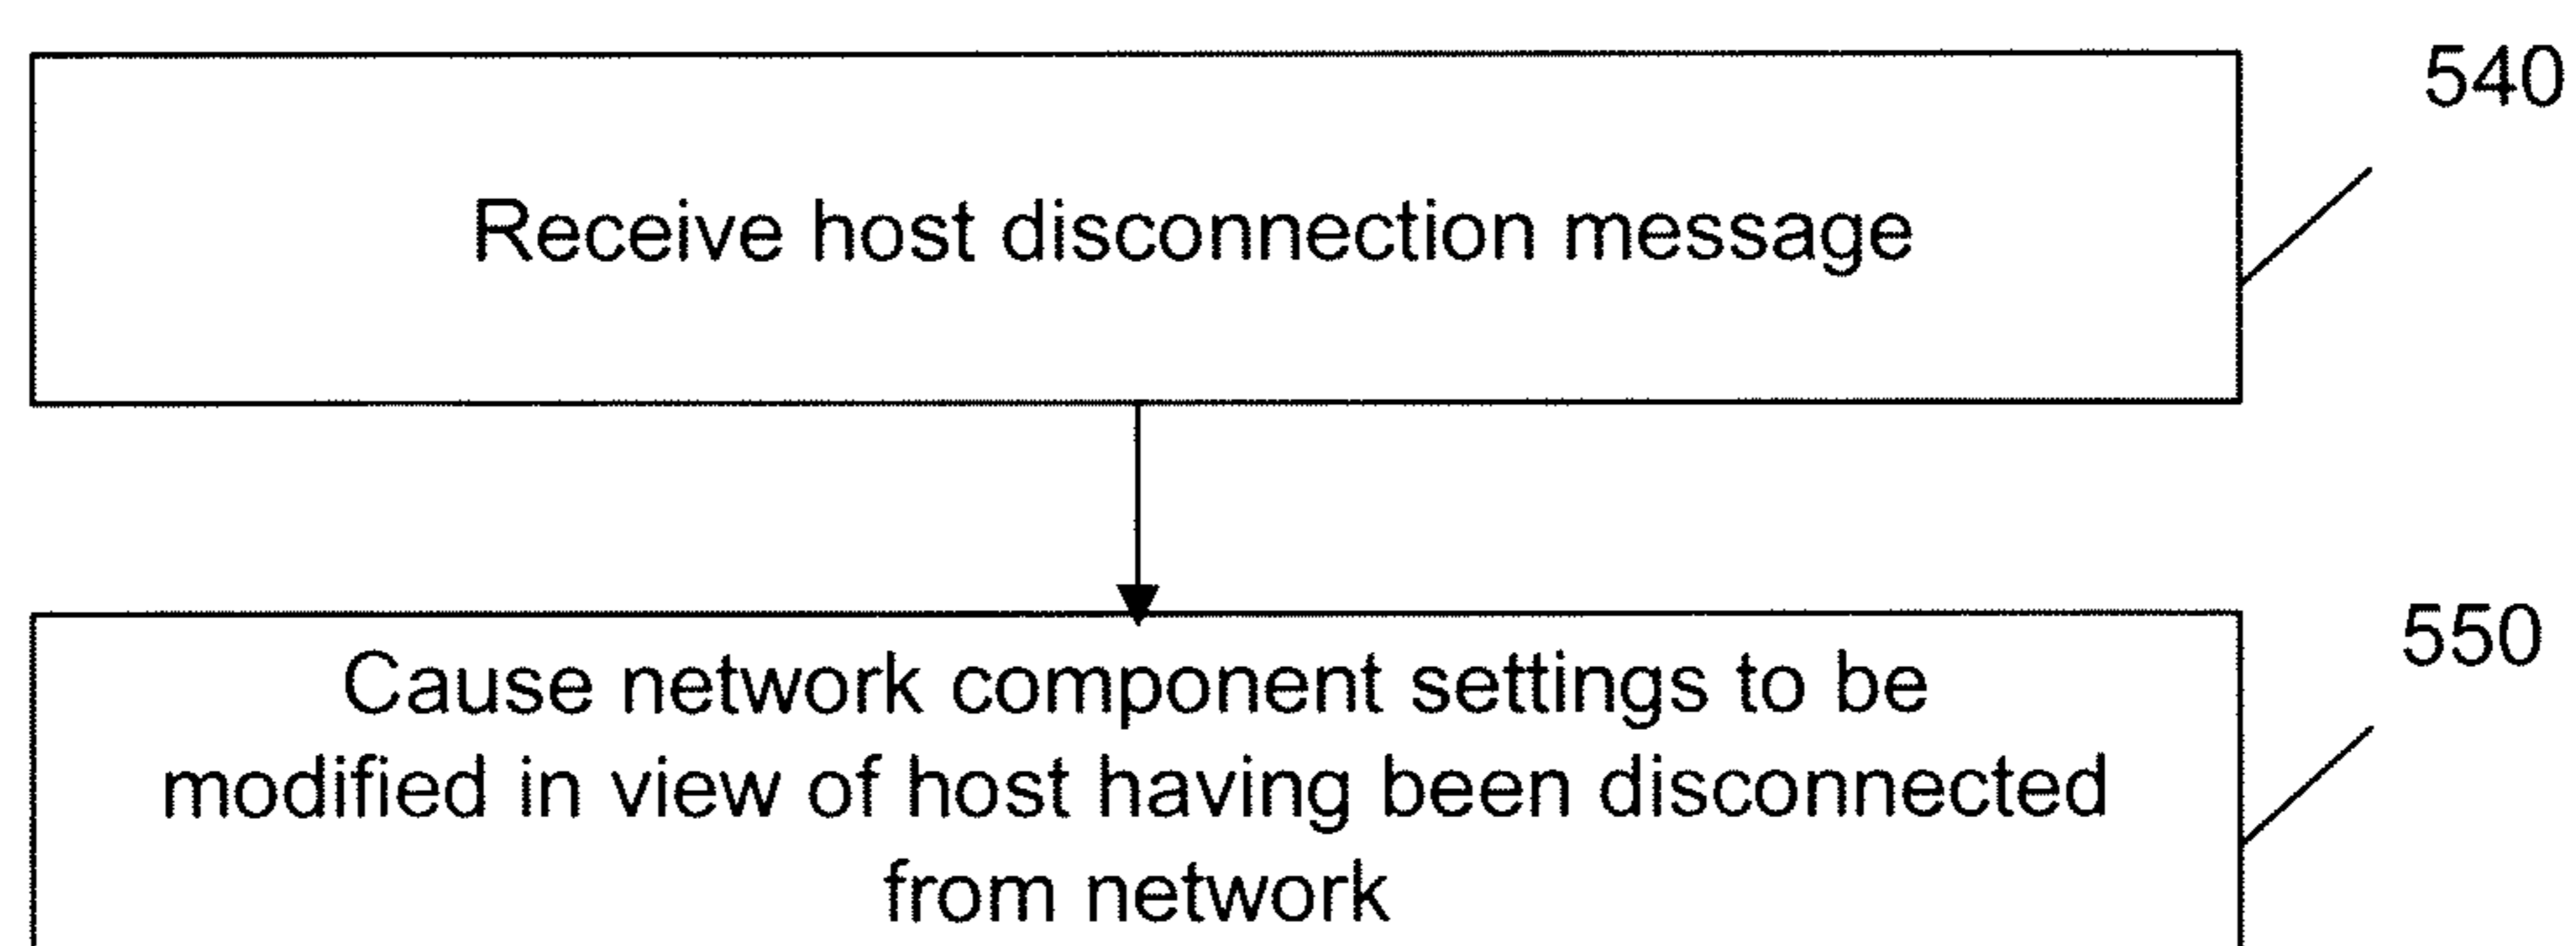 540
Receive host disconnection message
550
Cause network component settings to be
modified in view of host having been disconnected
from network